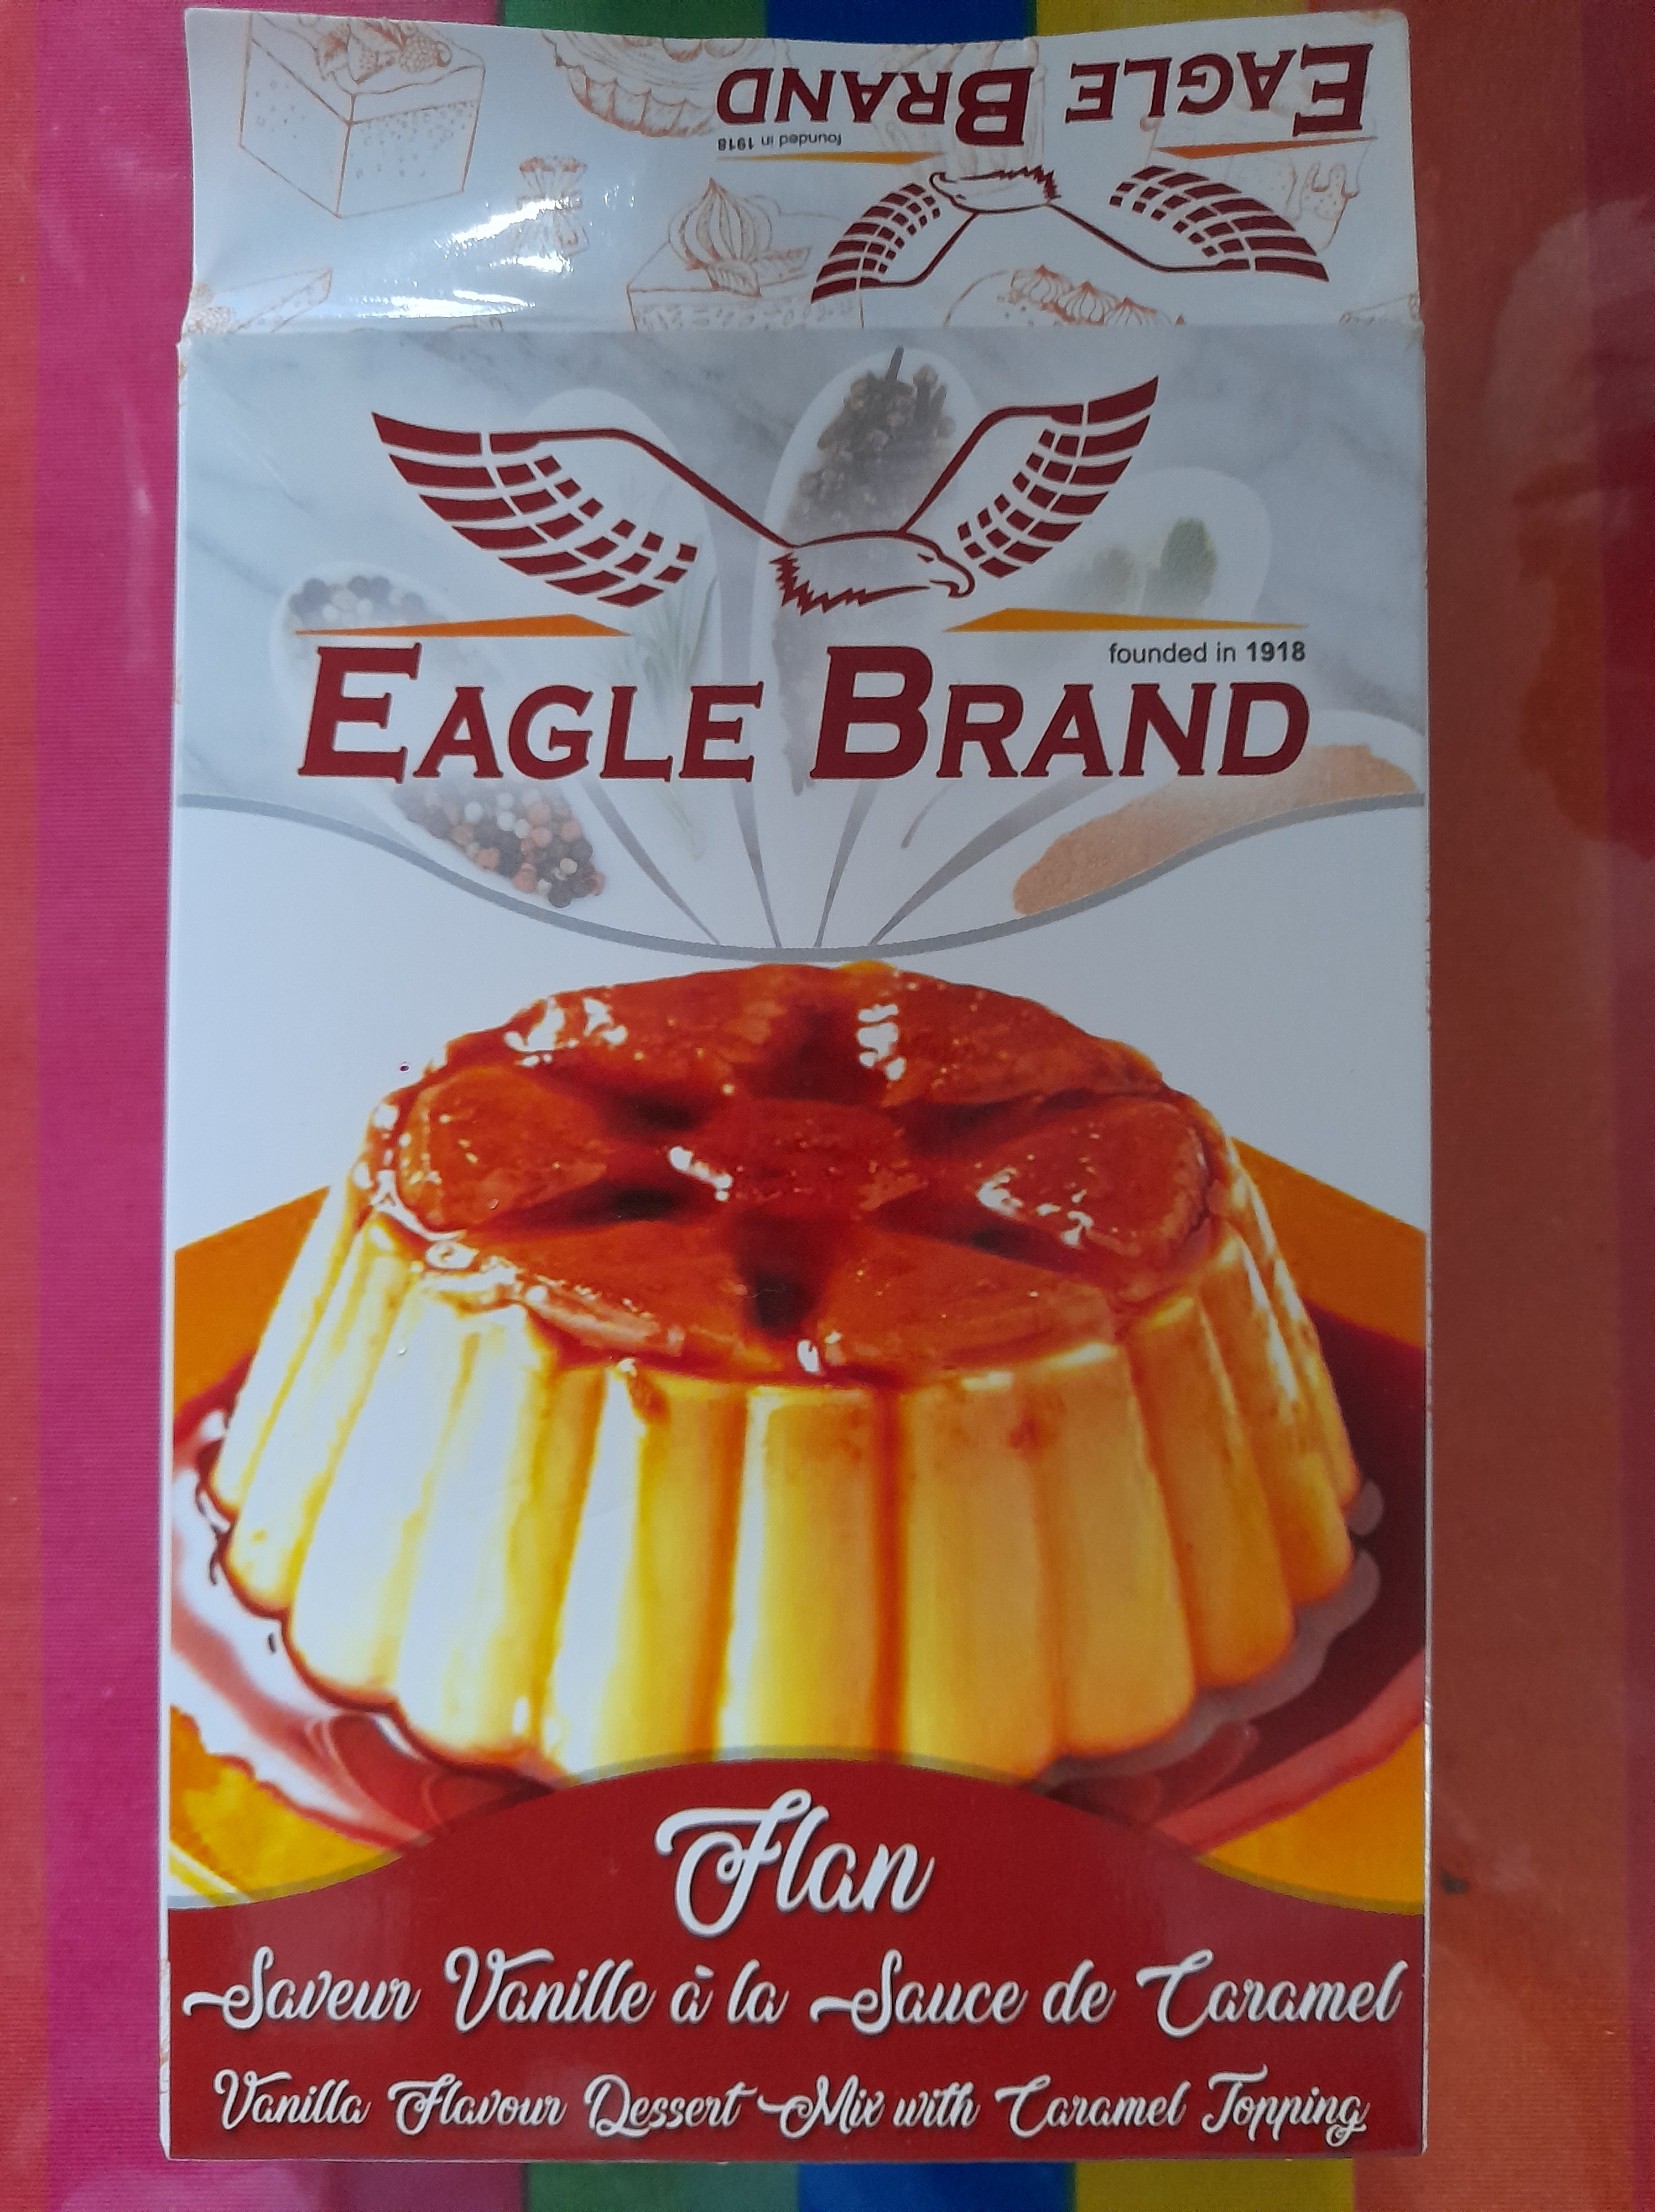 EAGLE BRAND
founded in 1918
founded in 1918
EAGLE BRAND
Flan
Saveur Vanille à la Sauce de Caramel
Vanilla Flavour Dessert Mix with Caramel Topping